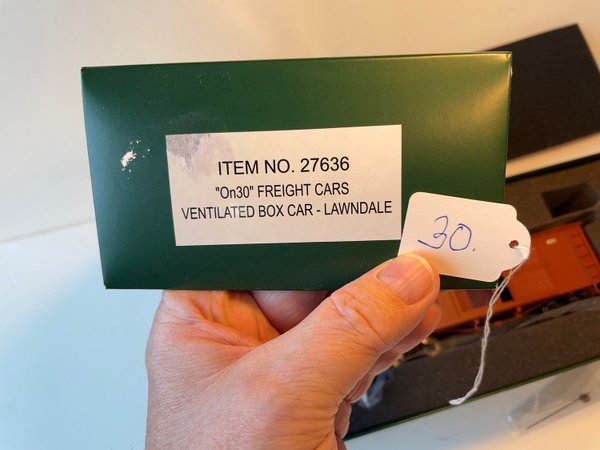 ITEM NO. 27636
"On30" FREIGHT CARS
VENTILATED BOX CAR - LAWNDALE
30.